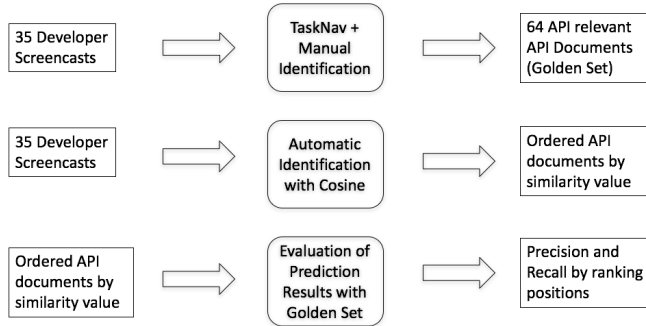 35 Developer
Screencasts
TaskNav +
Manual
Identification
64 API relevant
API Documents
(Golden Set)
35 Developer
Screencasts
Automatic
Identification
with Cosine
Ordered API
documents by
similarity value
Ordered API
documents by
similarity value
Evaluation of
Prediction
Results with
Golden Set
Precision and
Recall by ranking
positions